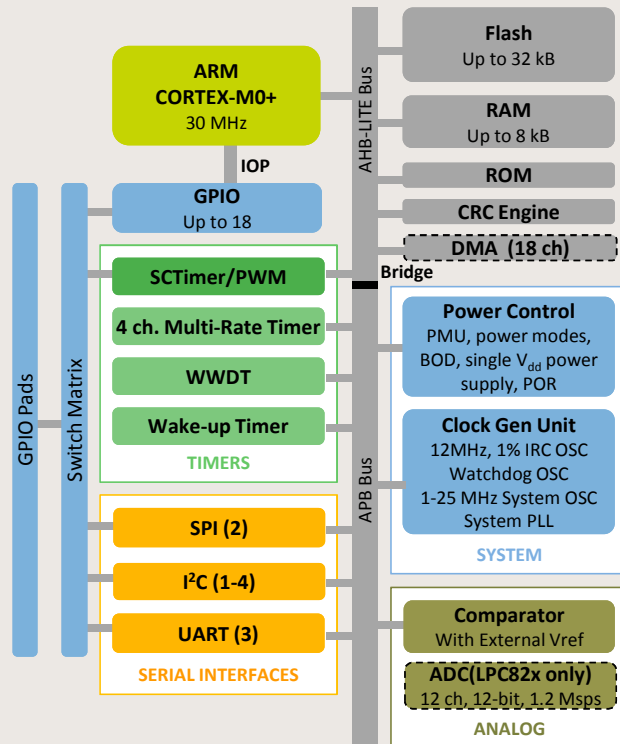 ARM
CORTEX-M0+
30 MHz
IOP
GPIO
Up to 18
GPIO Pads
Switch Matrix
SCTimer/PWM
4 ch. Multi-Rate Timer
WWDT
Wake-up Timer
TIMERS
SPI (2)
I²C (1-4)
UART (3)
SERIAL INTERFACES
AHB-LITE Bus
Bridge
APB Bus
Flash
Up to 32 kB
RAM
Up to 8 kB
ROM
CRC Engine
DMA (18 ch)
Power Control
PMU, power modes,
BOD, single Vdd power
supply, POR
Clock Gen Unit
12MHz, 1% IRC OSC
Watchdog OSC
1-25 MHz System OSC
System PLL
SYSTEM
Comparator
With External Vref
ADC(LPC82x only)
12 ch, 12-bit, 1.2 Msps
ANALOG